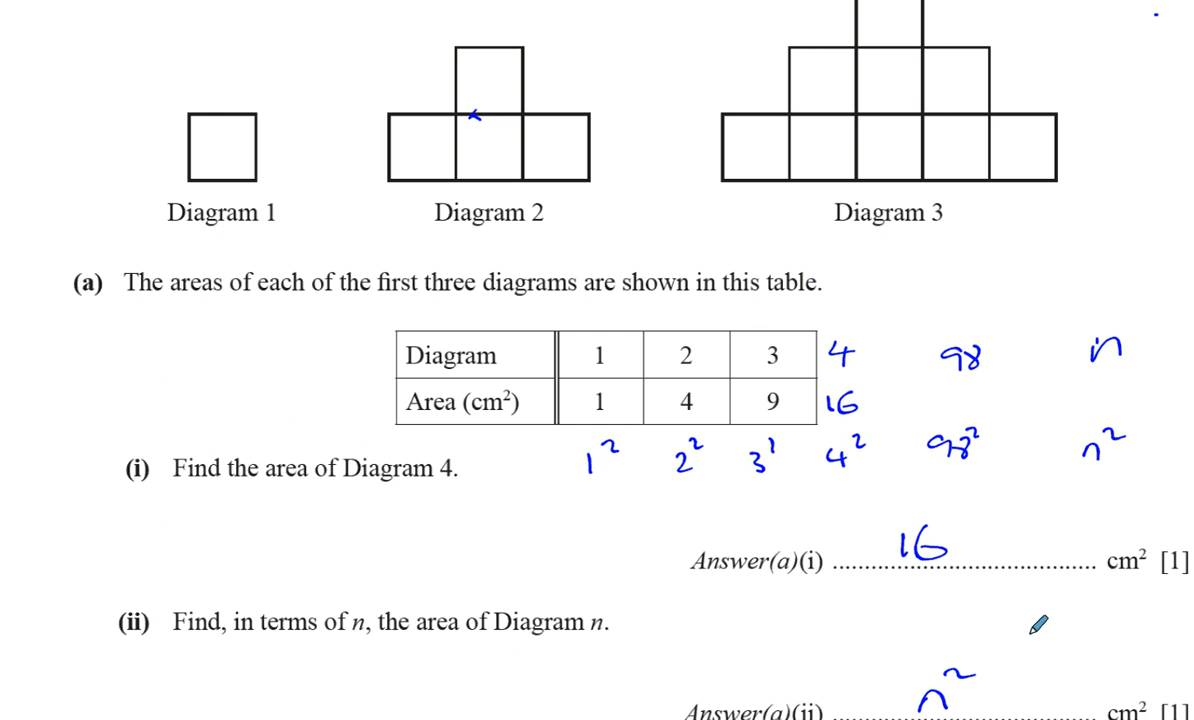 Diagram 1 Diagram 2 Diagram 3
(a) The areas of each of the first three diagrams are shown in this table.
Diagram 1 2 3 4 98 n
Area (cm²) 1 4 9 16
1² 2² 3¹ 4² 98² n²
(i) Find the area of Diagram 4.
16
Answer(a)(i) .......................................... cm² [1]
(ii) Find, in terms of n, the area of Diagram n.
n²
Answer(a)(ii) .......................................... cm² [1]